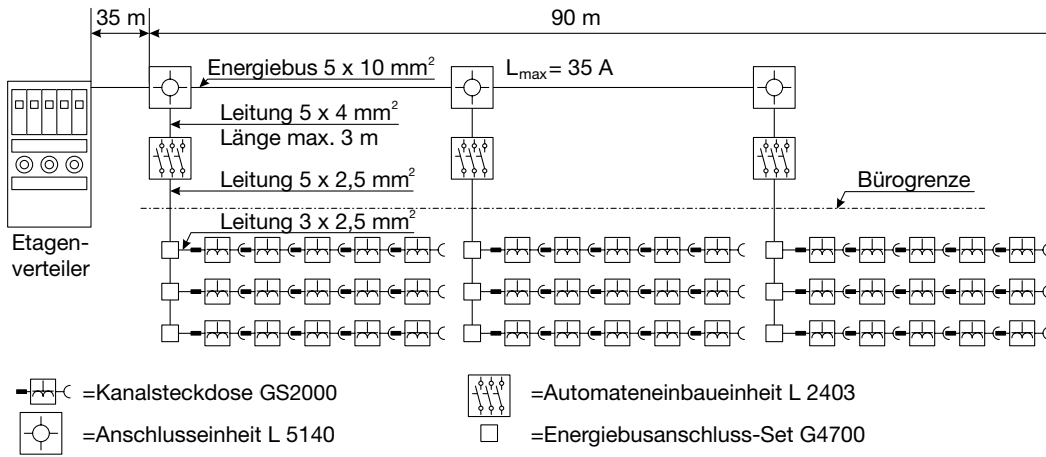 35 m
90 m
Energiebus 5 x 10 mm²
Lmax = 35 A
Leitung 5 x 4 mm²
Länge max. 3 m
Leitung 5 x 2,5 mm²
Bürogrenze
Leitung 3 x 2,5 mm²
Etagen-
verteiler
=Kanalsteckdose GS2000
=Automateneinbaueinheit L 2403
=Anschlusseinheit L 5140
=Energiebusanschluss-Set G4700